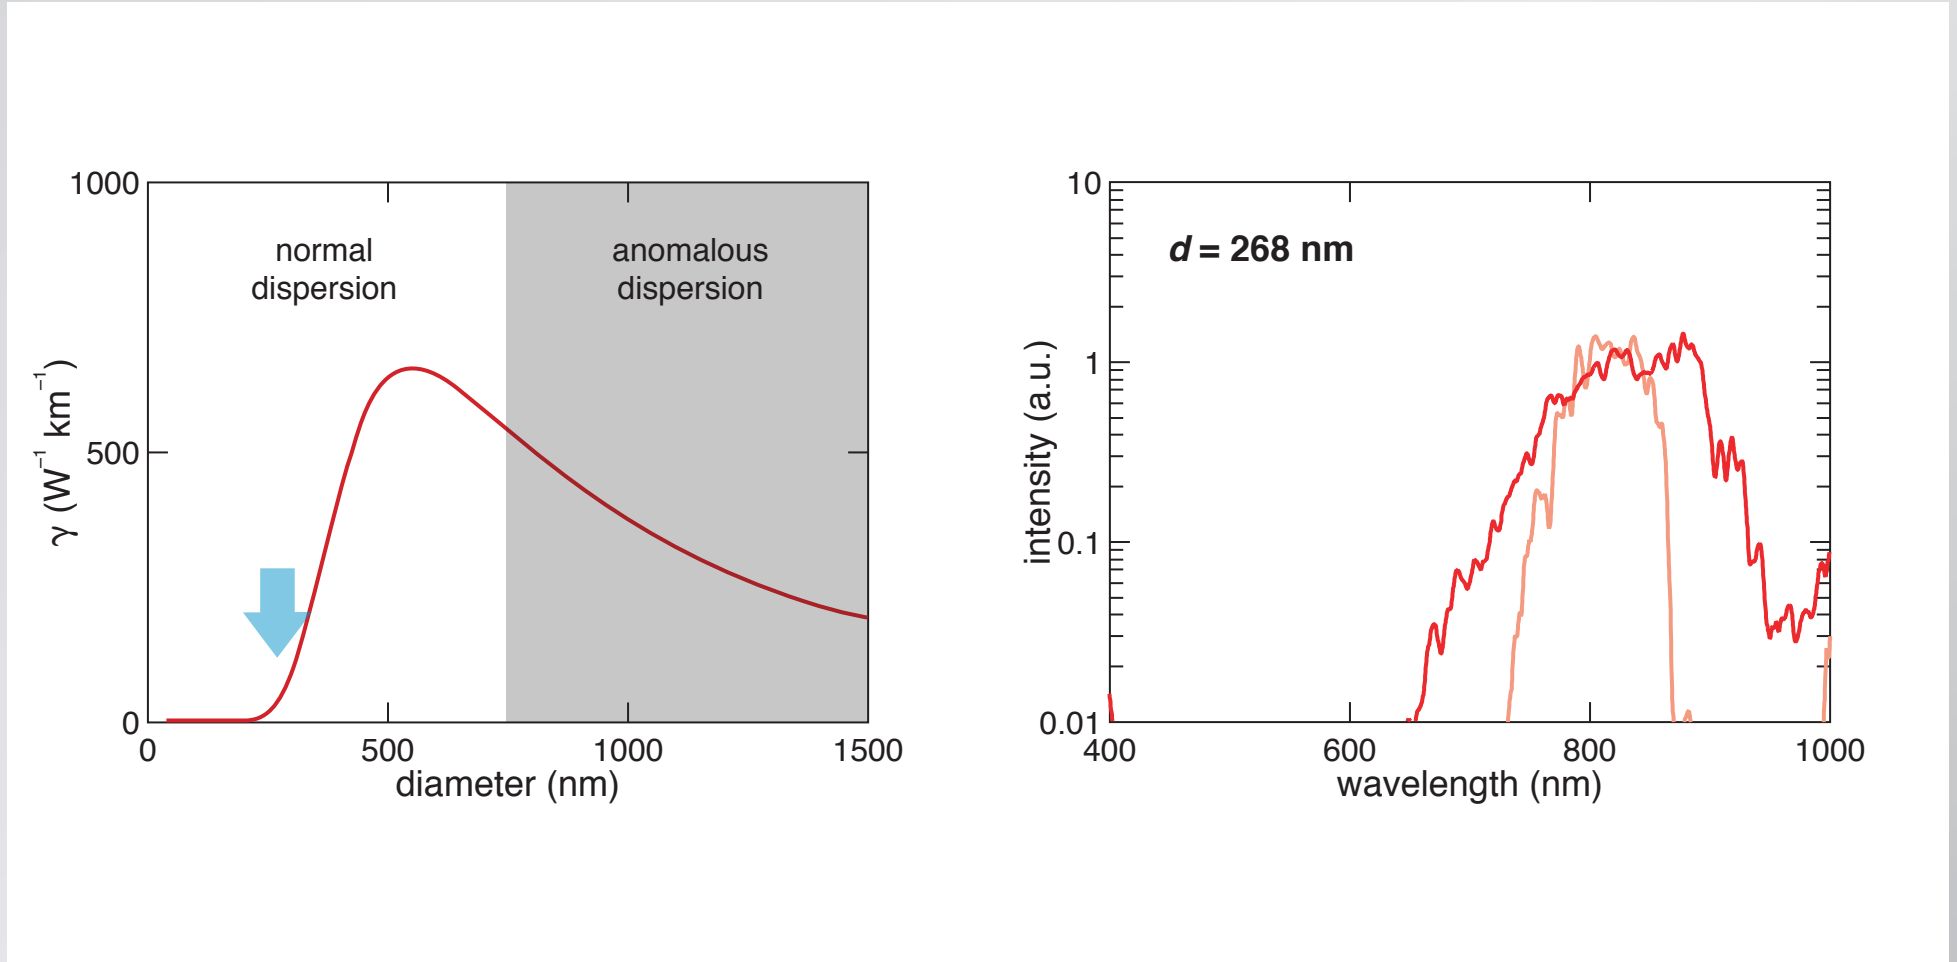 1000
500
0
γ (W⁻¹ km⁻¹)
normal
dispersion
anomalous
dispersion
0 500 1000 1500
diameter (nm)
10
1
0.1
0.01
intensity (a.u.)
d = 268 nm
400 600 800 1000
wavelength (nm)